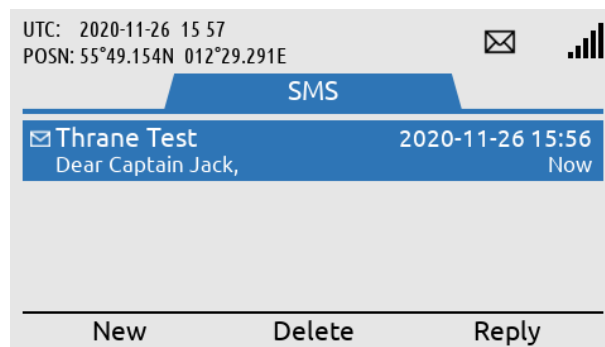 UTC: 2020-11-26 15 57
POSN: 55°49.154N 012°29.291E
SMS
Thrane Test 2020-11-26 15:56
Dear Captain Jack, Now
New Delete Reply